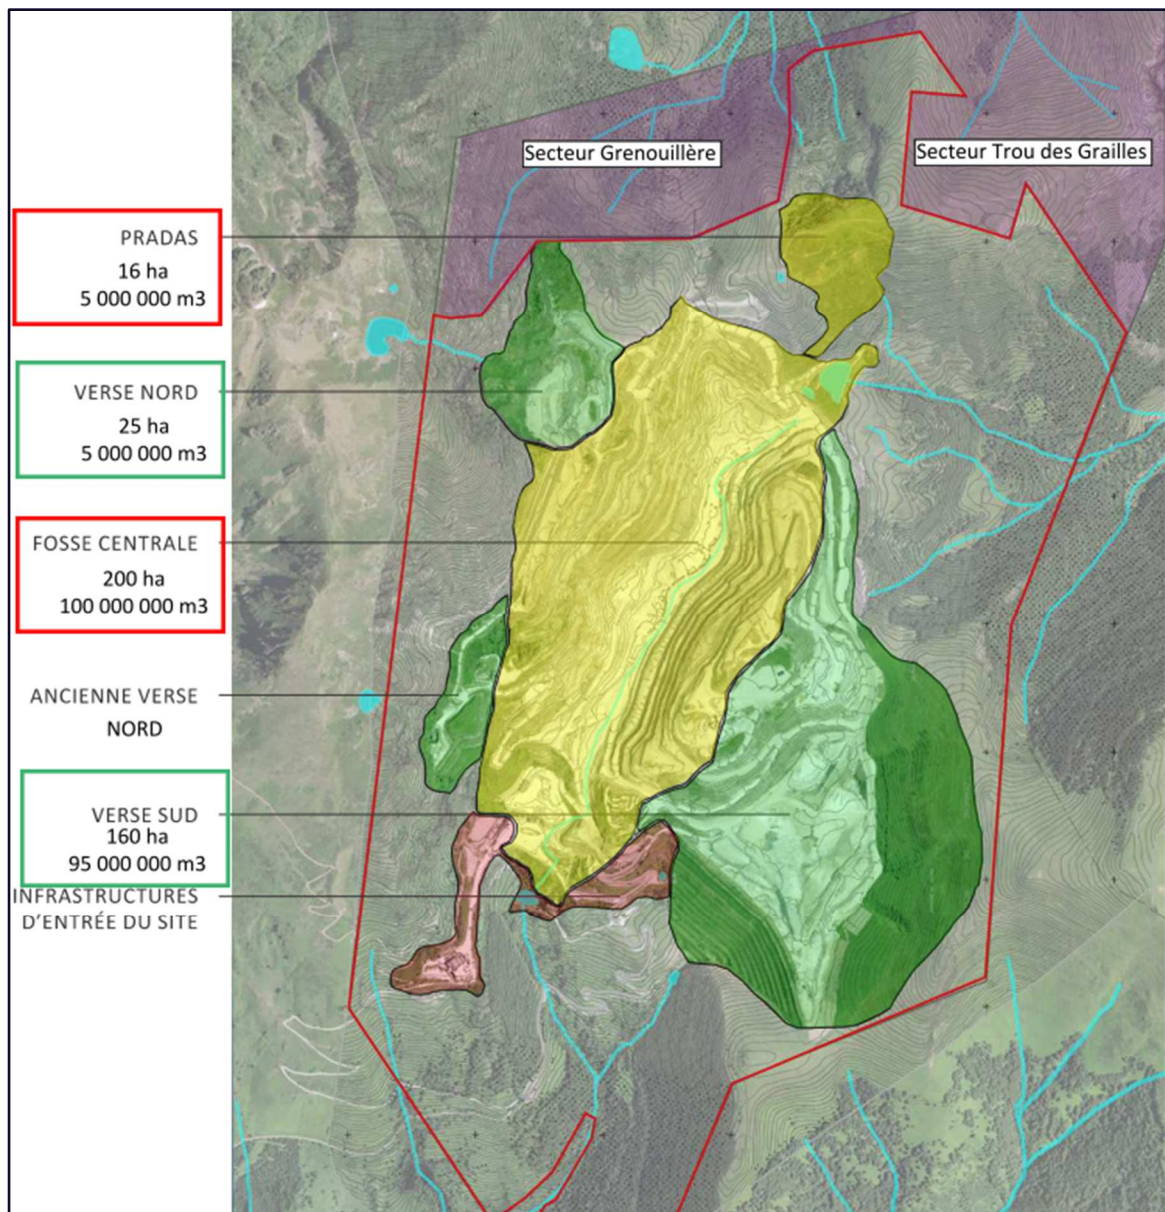 Secteur Grenouillère
Secteur Trou des Grailles
PRADAS
16 ha
5 000 000 m3
VERSE NORD
25 ha
5 000 000 m3
FOSSE CENTRALE
200 ha
100 000 000 m3
ANCIENNE VERSE
NORD
VERSE SUD
160 ha
95 000 000 m3
INFRASTRUCTURES
D'ENTRÉE DU SITE